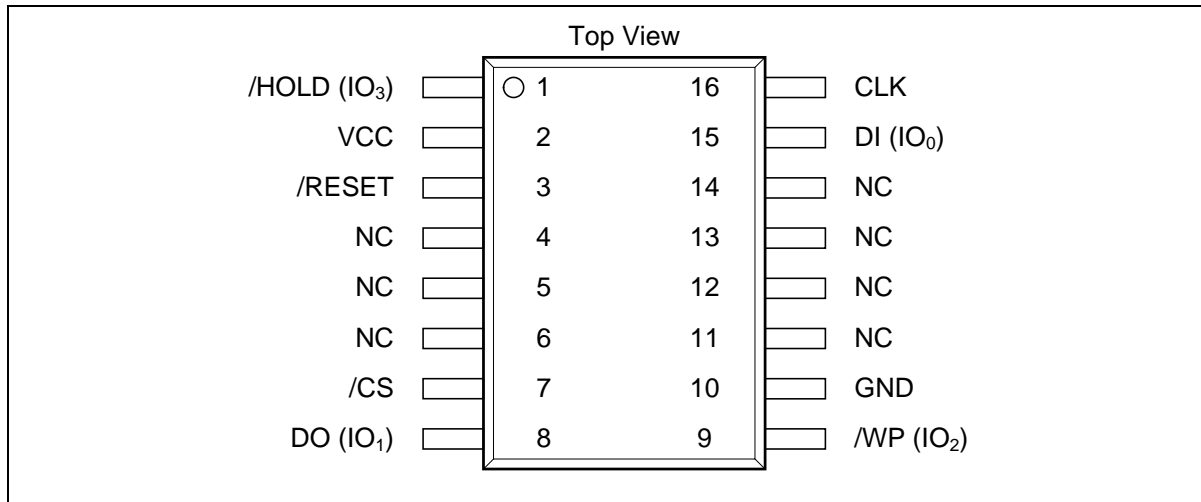 Top View
/HOLD (IO₃) 1 16 CLK
VCC 2 15 DI (IO₀)
/RESET 3 14 NC
NC 4 13 NC
NC 5 12 NC
NC 6 11 NC
/CS 7 10 GND
DO (IO₁) 8 9 /WP (IO₂)